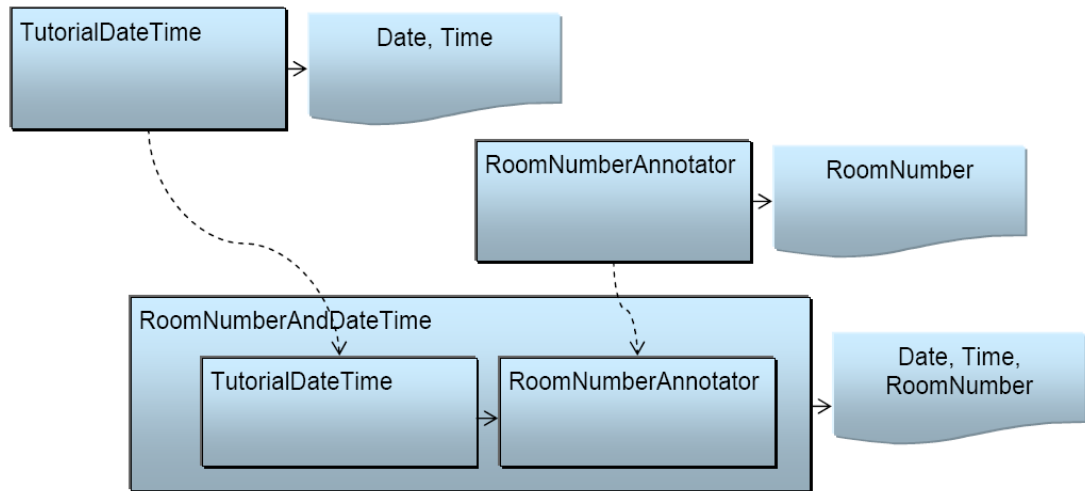 TutorialDateTime
Date, Time
RoomNumberAnnotator
RoomNumber
RoomNumberAndDateTime
TutorialDateTime
RoomNumberAnnotator
Date, Time,
RoomNumber